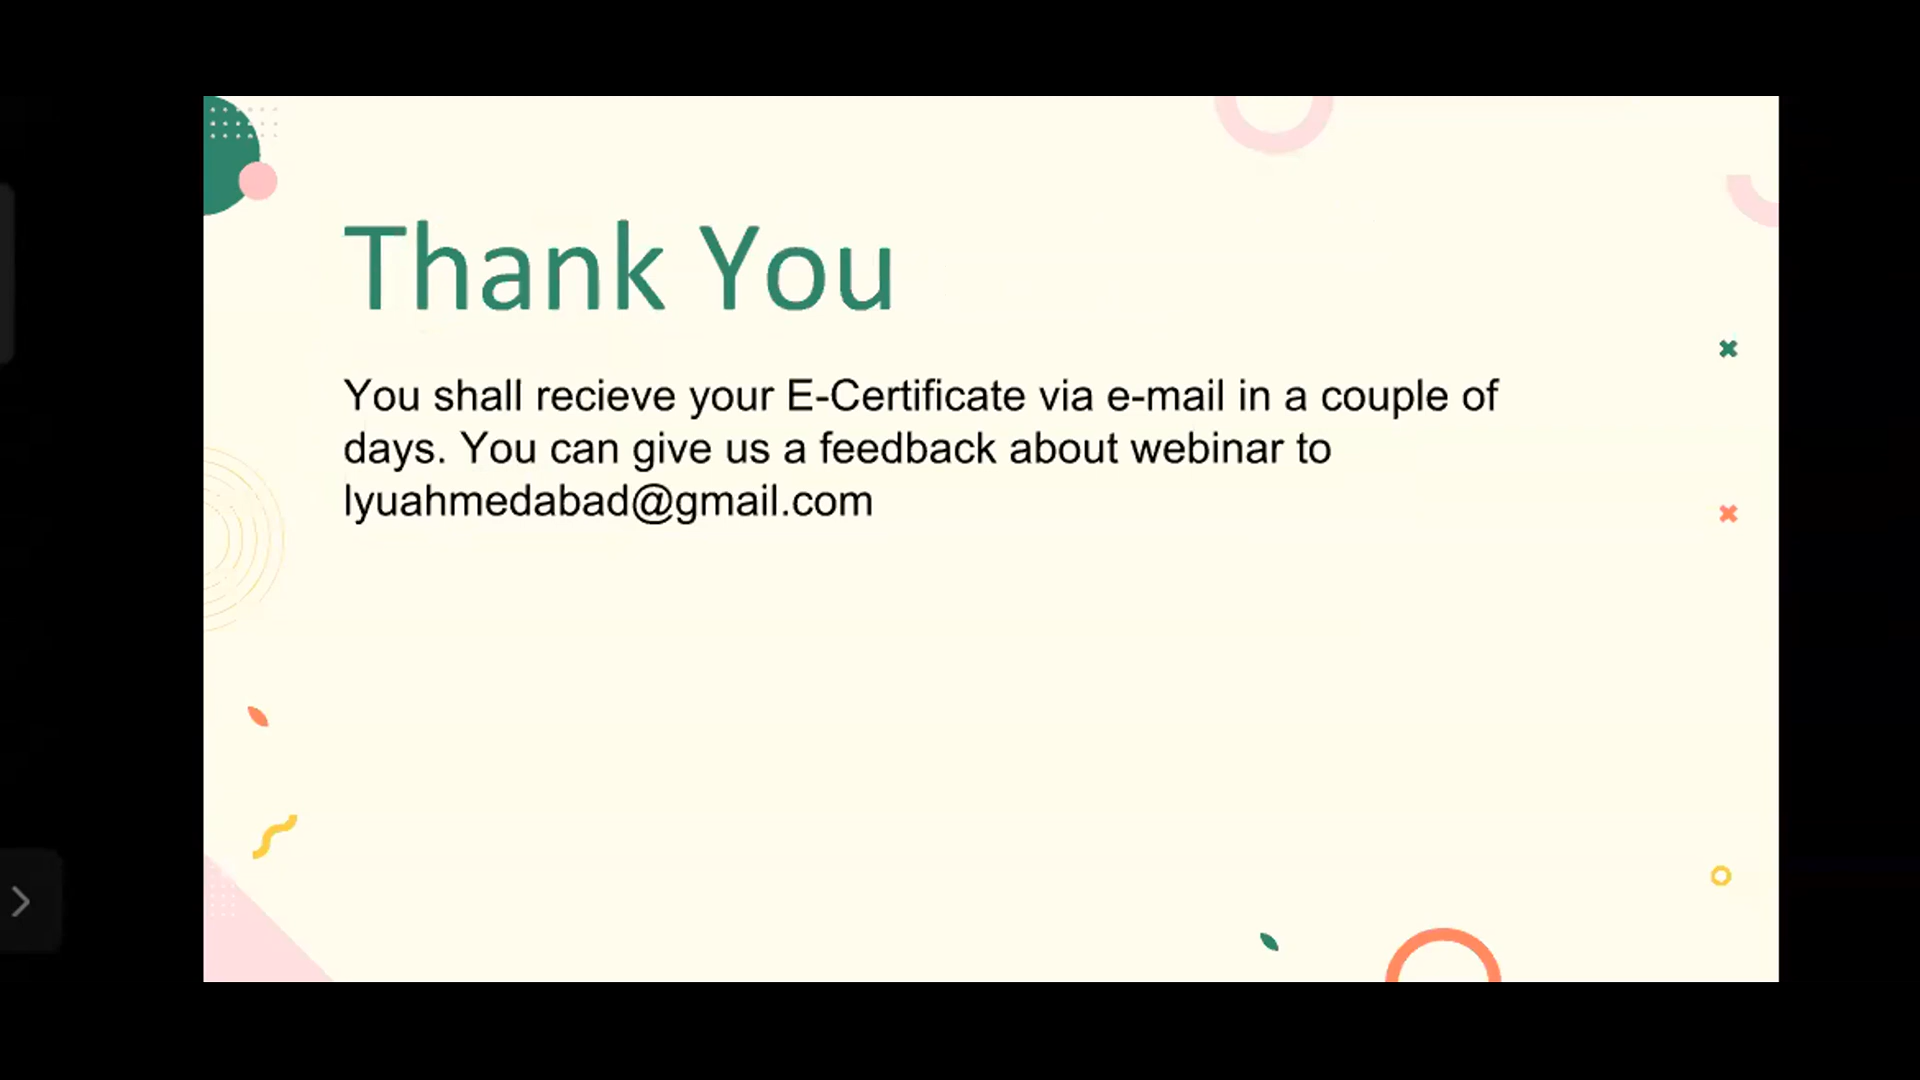 Thank You
You shall recieve your E-Certificate via e-mail in a couple of
days. You can give us a feedback about webinar to
lyuahmedabad@gmail.com